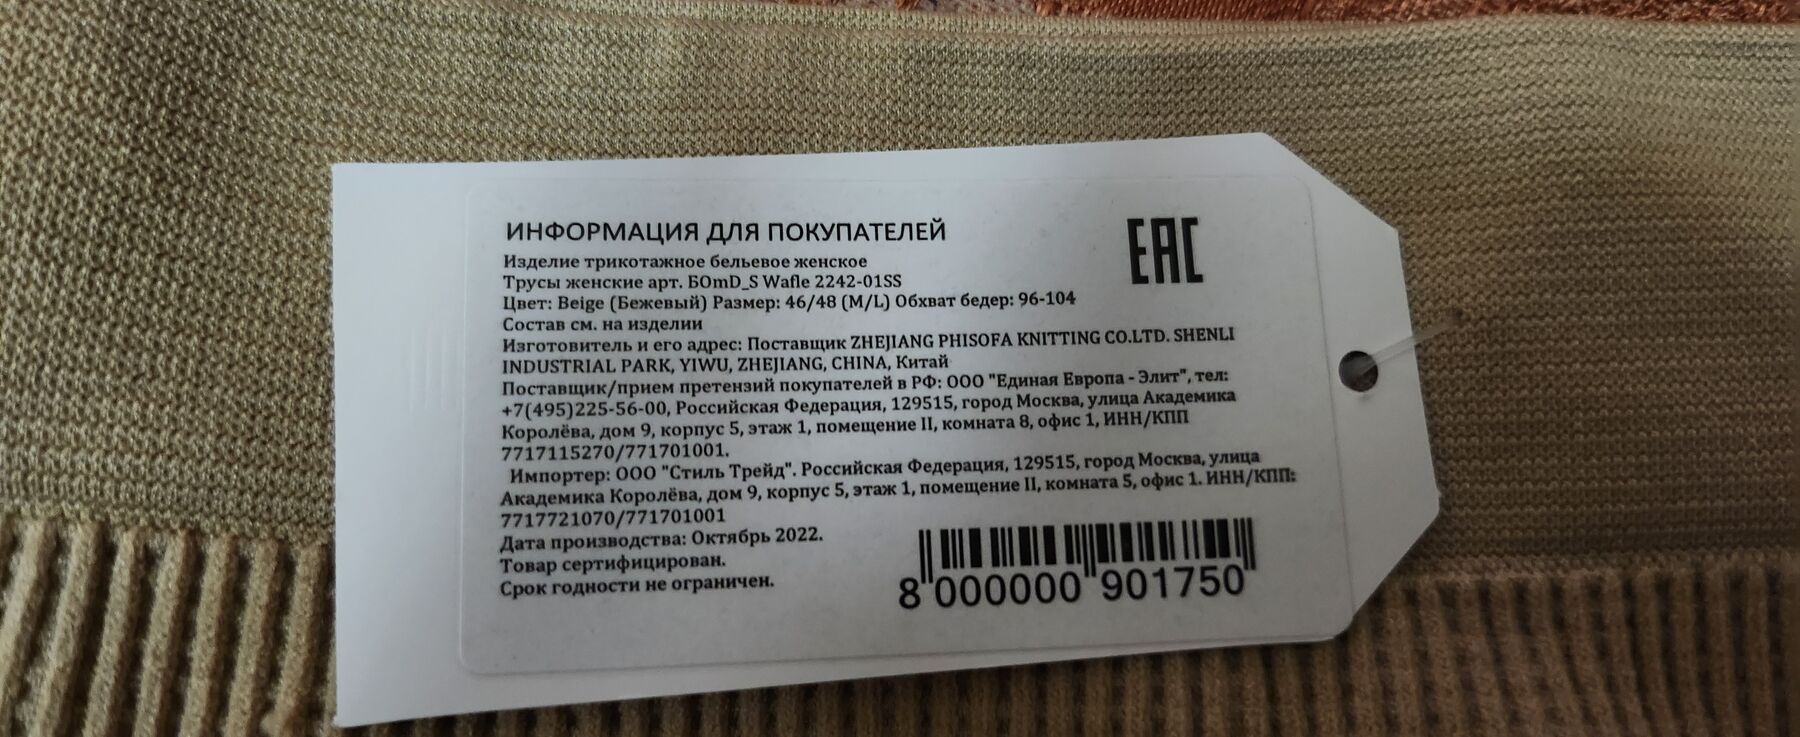 ИНФОРМАЦИЯ ДЛЯ ПОКУПАТЕЛЕЙ
EAC
Изделие трикотажное бельевое женское
Трусы женские арт. БОmD_S Wafle 2242-01SS
Цвет: Beige (Бежевый) Размер: 46/48 (M/L) Обхват бедер: 96-104
Состав см. на изделии
Изготовитель и его адрес: Поставщик ZHEJIANG PHISOFA KNITTING CO.LTD. SHENLI
INDUSTRIAL PARK, YIWU, ZHEJIANG, CHINA, Китай
Поставщик/прием претензий покупателей в РФ: ООО "Единая Европа - Элит", тел:
+7(495)225-56-00, Российская Федерация, 129515, город Москва, улица Академика
Королёва, дом 9, корпус 5, этаж 1, помещение II, комната 8, офис 1, ИНН/КПП
7717115270/771701001.
Импортер: ООО "Стиль Трейд". Российская Федерация, 129515, город Москва, улица
Академика Королёва, дом 9, корпус 5, этаж 1, помещение II, комната 5, офис 1. ИНН/КПП:
7717721070/771701001
Дата производства: Октябрь 2022.
Товар сертифицирован.
Срок годности не ограничен.
8 000000 901750